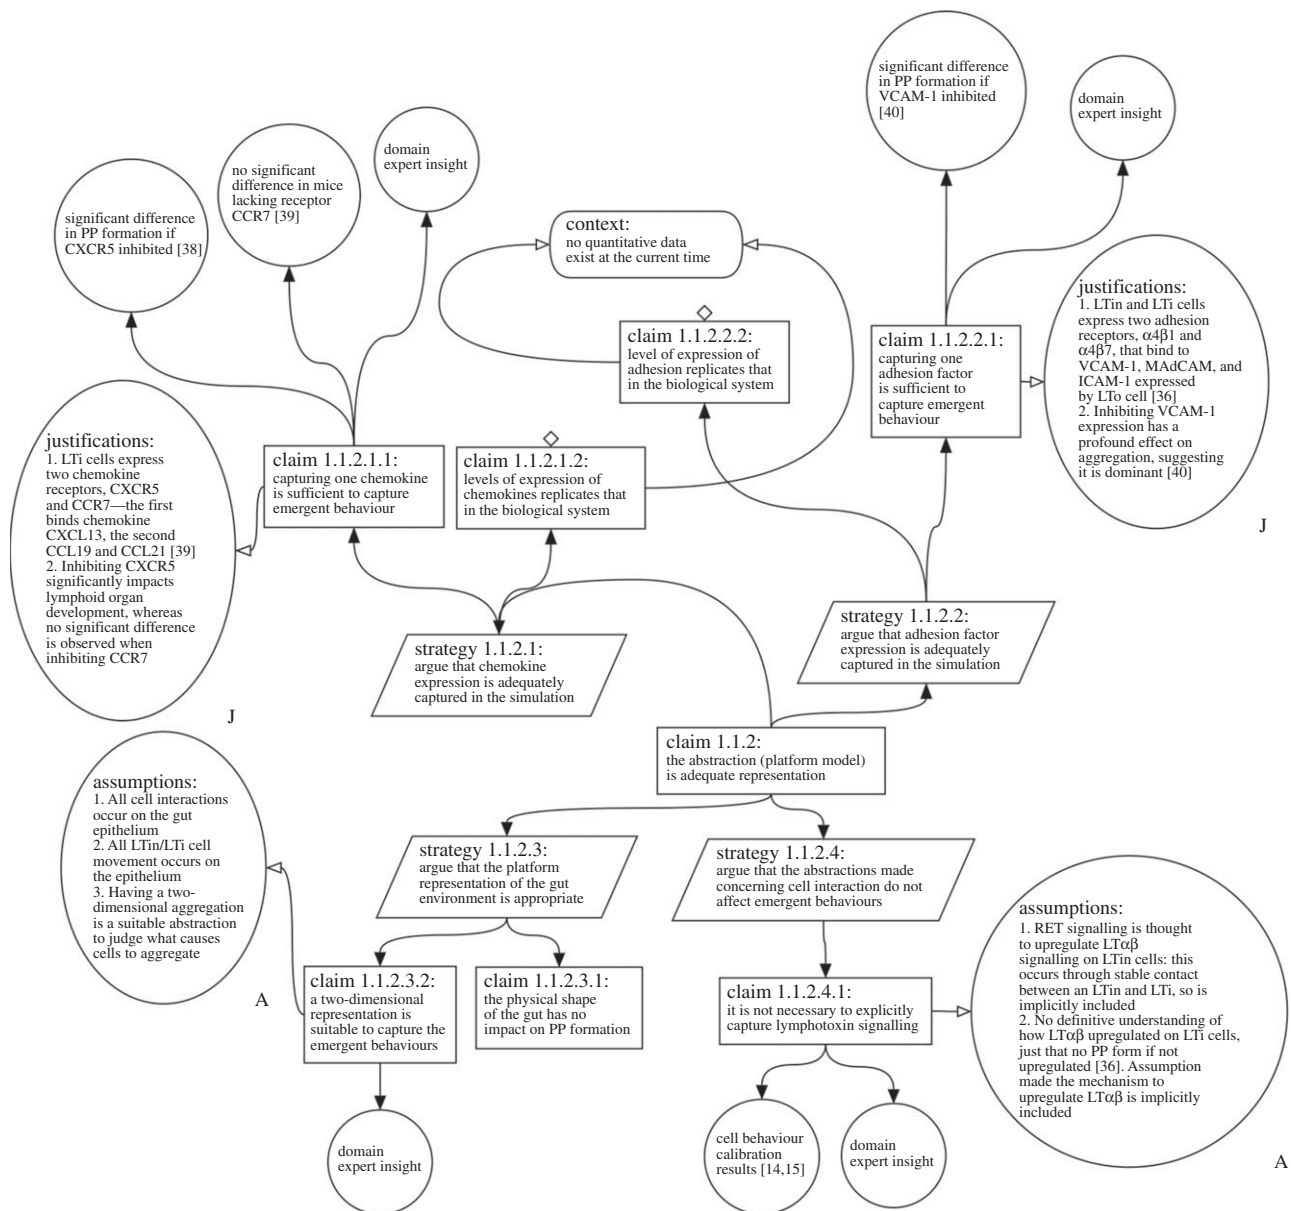 significant difference
in PP formation if
VCAM-1 inhibited
[40]
domain
expert insight
domain
expert insight
no significant
difference in mice
lacking receptor
CCR7 [39]
significant difference
in PP formation if
CXCR5 inhibited [38]
context:
no quantitative data
exist at the current time
justifications:
1. LTin and LTi cells
express two adhesion
receptors, α4β1 and
α4β7, that bind to
VCAM-1, MAdCAM, and
ICAM-1 expressed
by LTo cell [36]
2. Inhibiting VCAM-1
expression has a
profound effect on
aggregation, suggesting
it is dominant [40]
J
claim 1.1.2.2.2:
level of expression of
adhesion replicates that
in the biological system
claim 1.1.2.2.1:
capturing one
adhesion factor
is sufficient to
capture emergent
behaviour
justifications:
1. LTi cells express
two chemokine
receptors, CXCR5
and CCR7—the first
binds chemokine
CXCL13, the second
CCL19 and CCL21 [39]
2. Inhibiting CXCR5
significantly impacts
lymphoid organ
development, whereas
no significant difference
is observed when
inhibiting CCR7
J
claim 1.1.2.1.1:
capturing one chemokine
is sufficient to capture
emergent behaviour
claim 1.1.2.1.2:
levels of expression of
chemokines replicates that
in the biological system
strategy 1.1.2.1:
argue that chemokine
expression is adequately
captured in the simulation
strategy 1.1.2.2:
argue that adhesion factor
expression is adequately
captured in the simulation
claim 1.1.2:
the abstraction (platform model)
is adequate representation
assumptions:
1. All cell interactions
occur on the gut
epithelium
2. All LTin/LTi cell
movement occurs on
the epithelium
3. Having a two-
dimensional aggregation
is a suitable abstraction
to judge what causes
cells to aggregate
A
strategy 1.1.2.3:
argue that the platform
representation of the gut
environment is appropriate
strategy 1.1.2.4:
argue that the abstractions made
concerning cell interaction do not
affect emergent behaviours
claim 1.1.2.3.2:
a two-dimensional
representation is
suitable to capture the
emergent behaviours
claim 1.1.2.3.1:
the physical shape
of the gut has no
impact on PP formation
claim 1.1.2.4.1:
it is not necessary to explicitly
capture lymphotoxin signalling
assumptions:
1. RET signalling is thought
to upregulate LTαβ
signalling on LTin cells: this
occurs through stable contact
between an LTin and LTi, so is
implicitly included
2. No definitive understanding of
how LTαβ upregulated on LTi cells,
just that no PP form if not
upregulated [36]. Assumption
made the mechanism to
upregulate LTαβ is implicitly
included
A
domain
expert insight
cell behaviour
calibration
results [14,15]
domain
expert insight